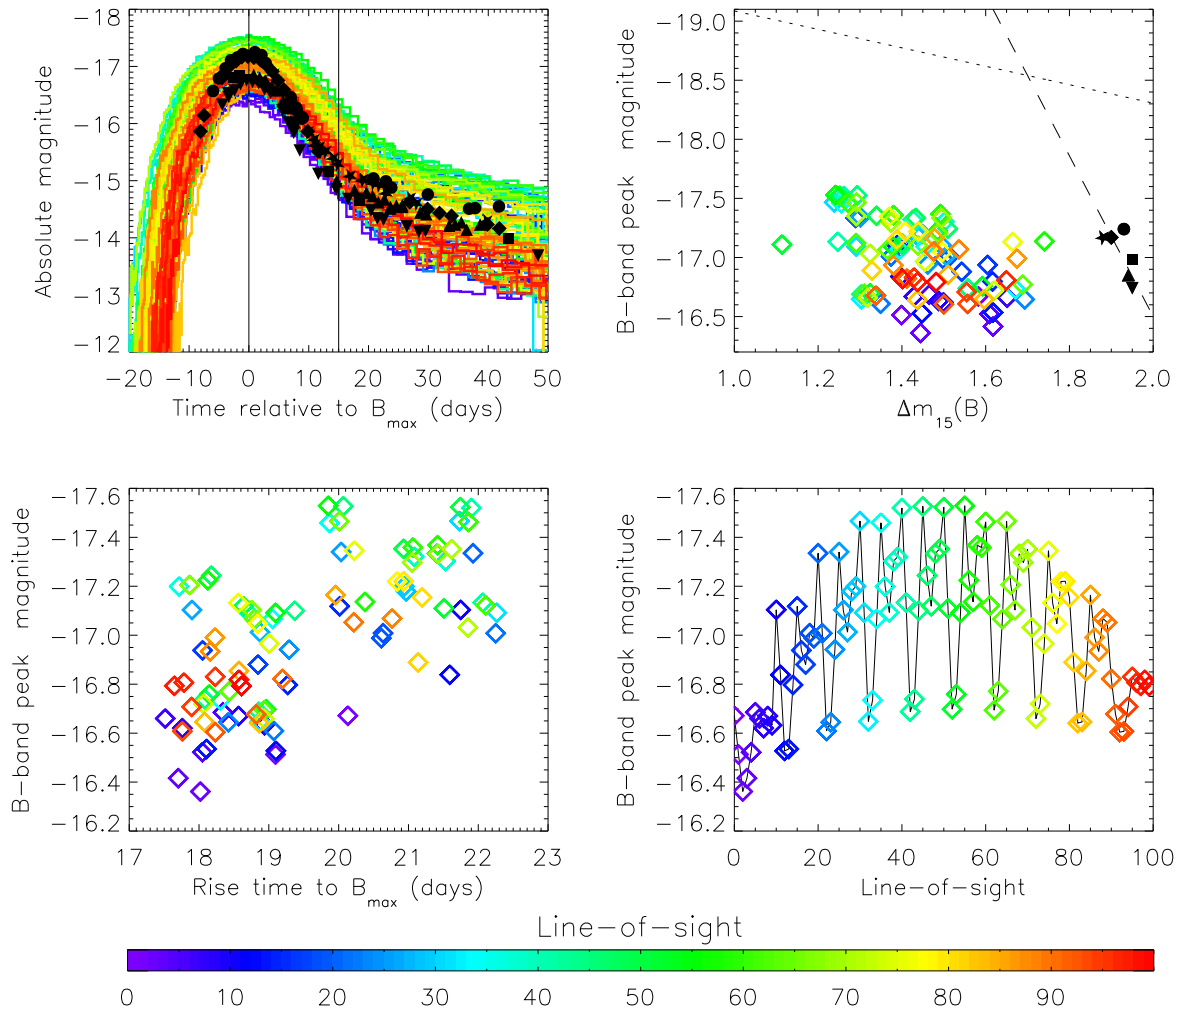 −18
−17
−16
−15
−14
−13
−12
Absolute magnitude
−20 −10 0 10 20 30 40 50
Time relative to Bmax (days)
−19.0
−18.5
−18.0
−17.5
−17.0
−16.5
B−band peak magnitude
1.0 1.2 1.4 1.6 1.8 2.0
Δm15(B)
−17.6
−17.4
−17.2
−17.0
−16.8
−16.6
−16.4
−16.2
B−band peak magnitude
17 18 19 20 21 22 23
Rise time to Bmax (days)
−17.6
−17.4
−17.2
−17.0
−16.8
−16.6
−16.4
−16.2
B−band peak magnitude
0 20 40 60 80 100
Line−of−sight
Line−of−sight
0 10 20 30 40 50 60 70 80 90